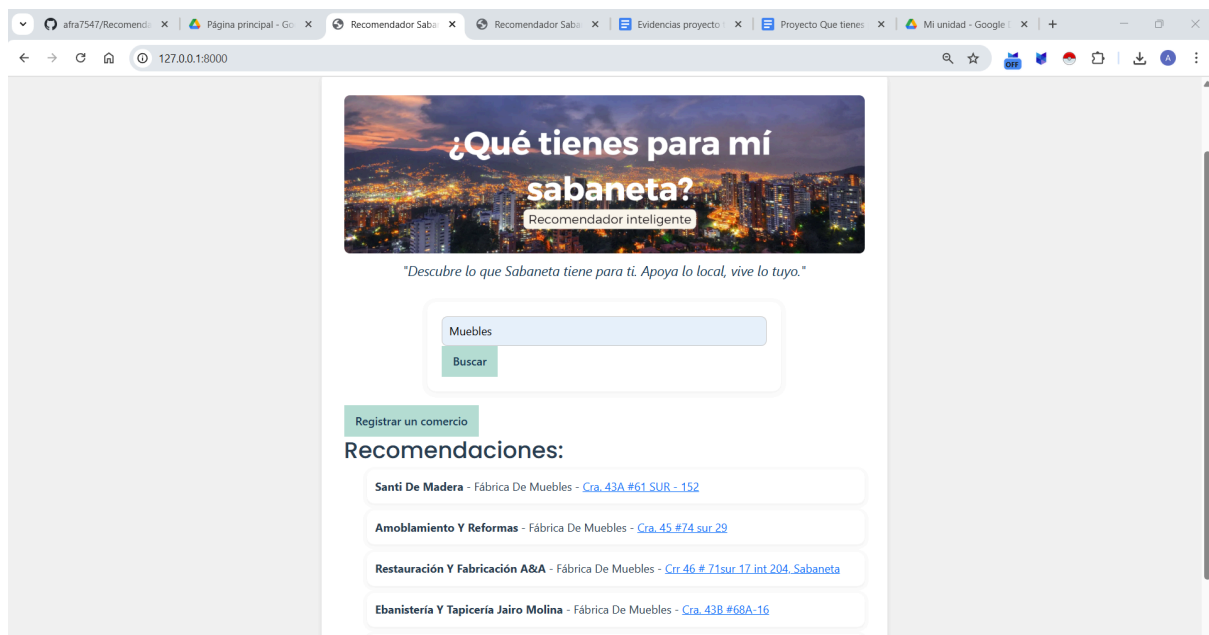 afra7547/Recomenda
Página principal - Go
Recomendador Saba
Recomendador Saba
Evidencias proyecto
Proyecto Que tienes
Mi unidad - Google
127.0.0.1:8000
OFF
A
¿Qué tienes para mí
sabaneta?
Recomendador inteligente
"Descubre lo que Sabaneta tiene para ti. Apoya lo local, vive lo tuyo."
Muebles
Buscar
Registrar un comercio
Recomendaciones:
Santi De Madera - Fábrica De Muebles - Cra. 43A #61 SUR - 152
Amoblamiento Y Reformas - Fábrica De Muebles - Cra. 45 #74 sur 29
Restauración Y Fabricación A&A - Fábrica De Muebles - Crr 46 # 71sur 17 int 204, Sabaneta
Ebanistería Y Tapicería Jairo Molina - Fábrica De Muebles - Cra. 43B #68A-16